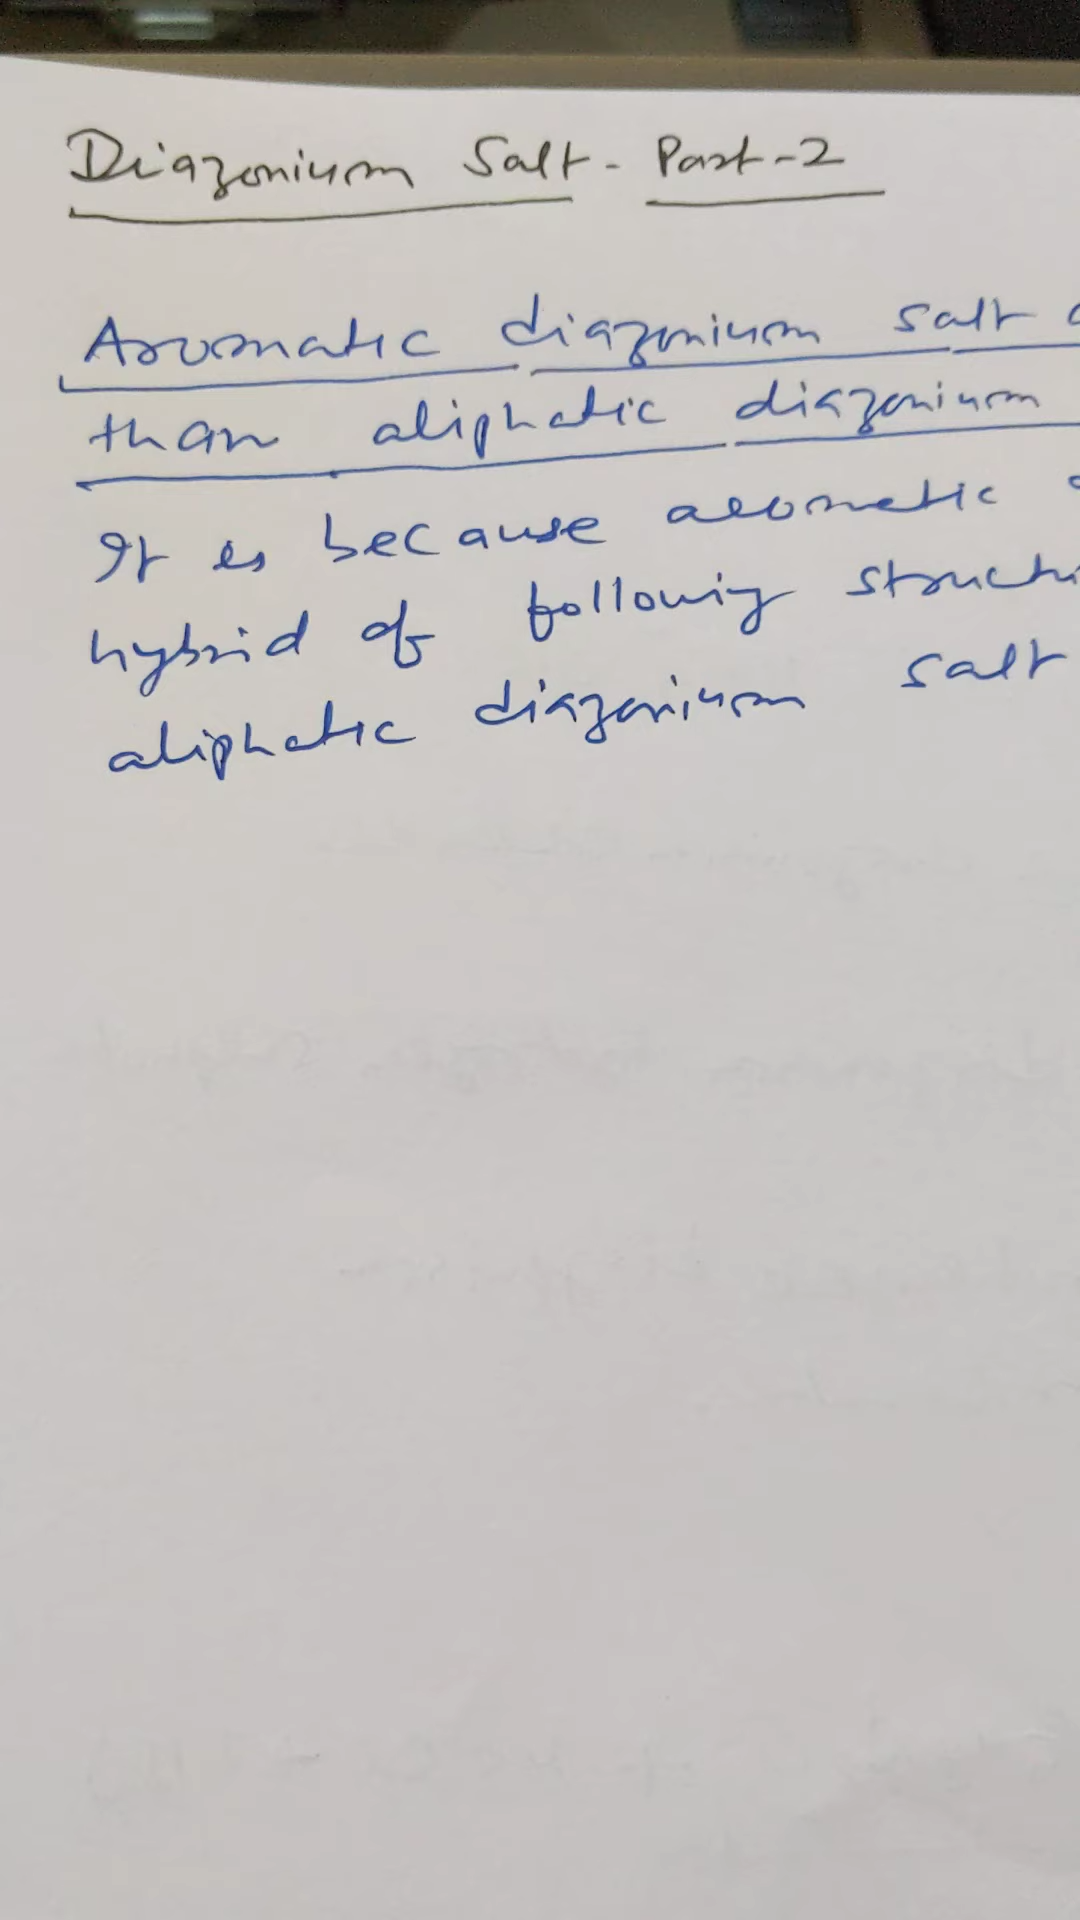 Diazonium Salt - Part-2
Aromatic diazonium salt
than aliphatic diazonium
It is because aromatic
hybrid of following
aliphatic diazonium salt